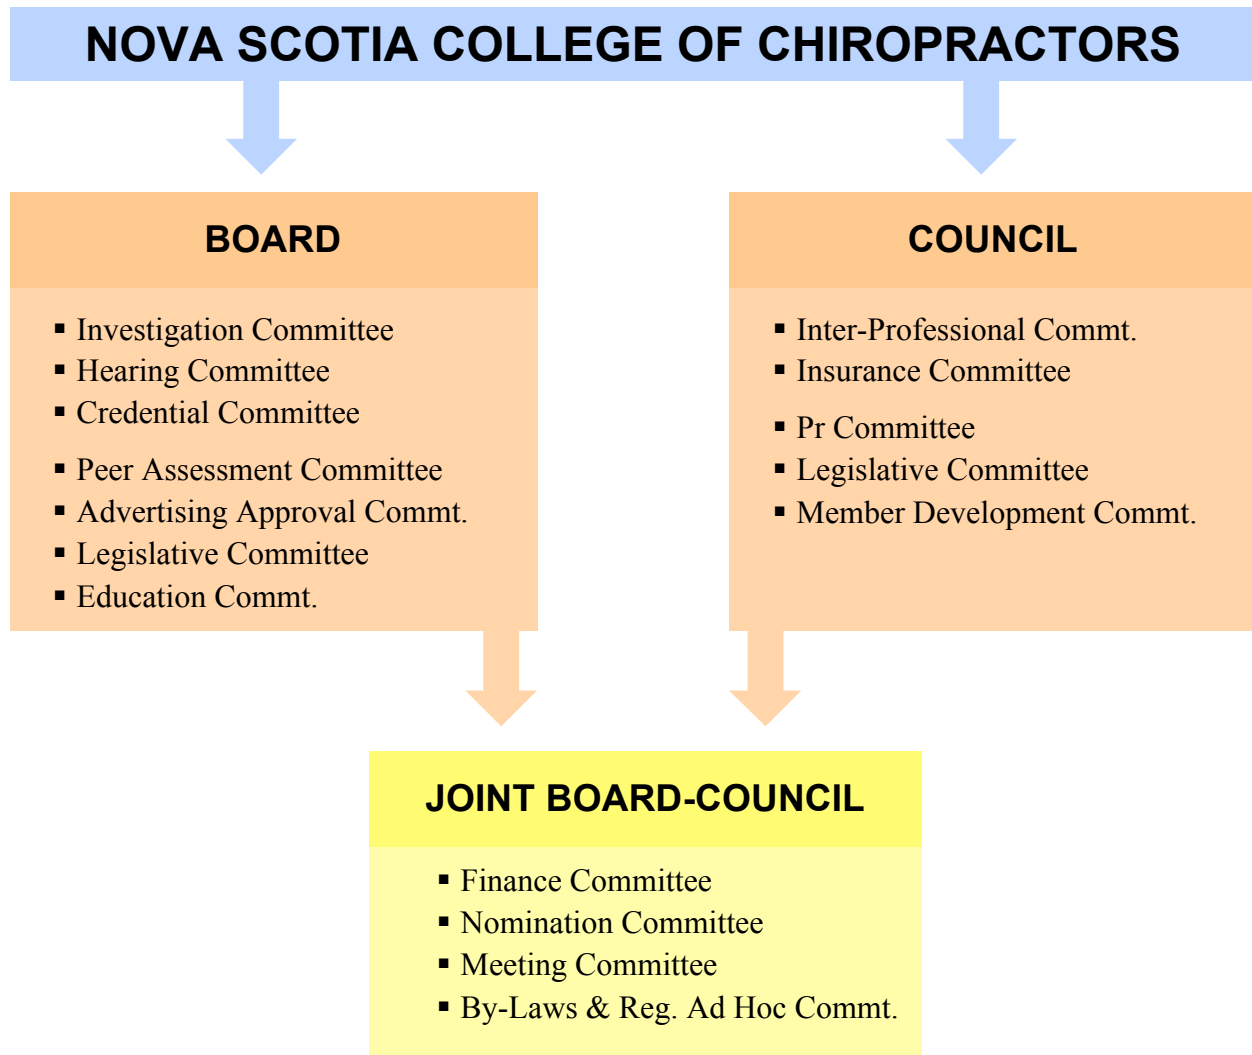 NOVA SCOTIA COLLEGE OF CHIROPRACTORS
BOARD
▪ Investigation Committee
▪ Hearing Committee
▪ Credential Committee
▪ Peer Assessment Committee
▪ Advertising Approval Commt.
▪ Legislative Committee
▪ Education Commt.
COUNCIL
▪ Inter-Professional Commt.
▪ Insurance Committee
▪ Pr Committee
▪ Legislative Committee
▪ Member Development Commt.
JOINT BOARD-COUNCIL
▪ Finance Committee
▪ Nomination Committee
▪ Meeting Committee
▪ By-Laws & Reg. Ad Hoc Commt.